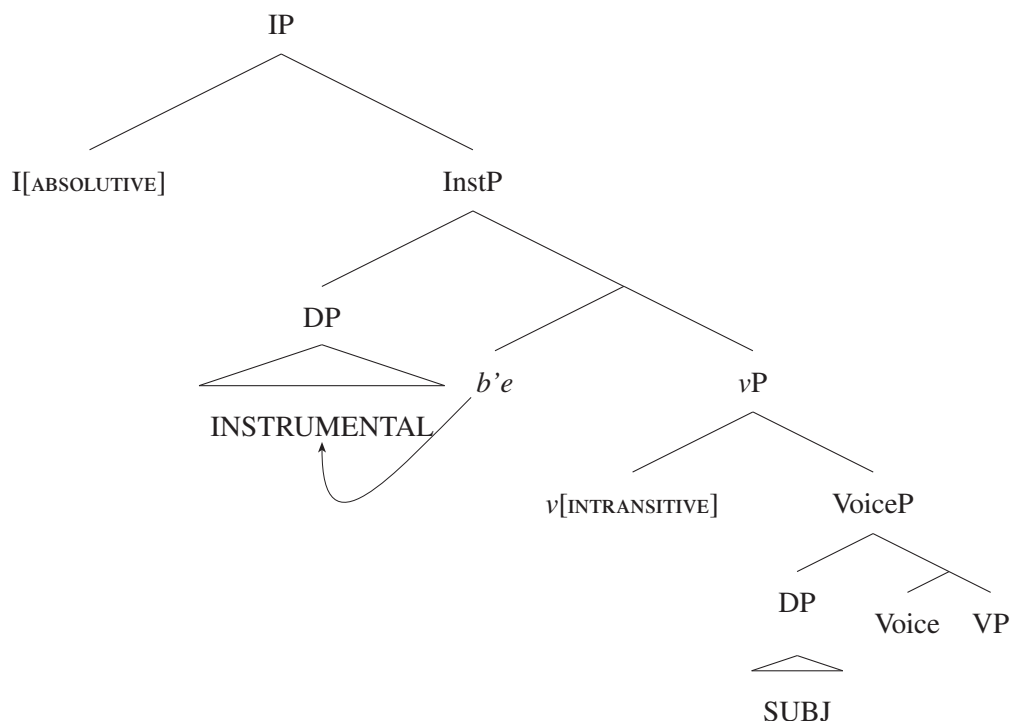 IP
I[ABSOLUTIVE] InstP
DP
b’e vP
INSTRUMENTAL
v[INTRANSITIVE] VoiceP
DP
Voice VP
SUBJ